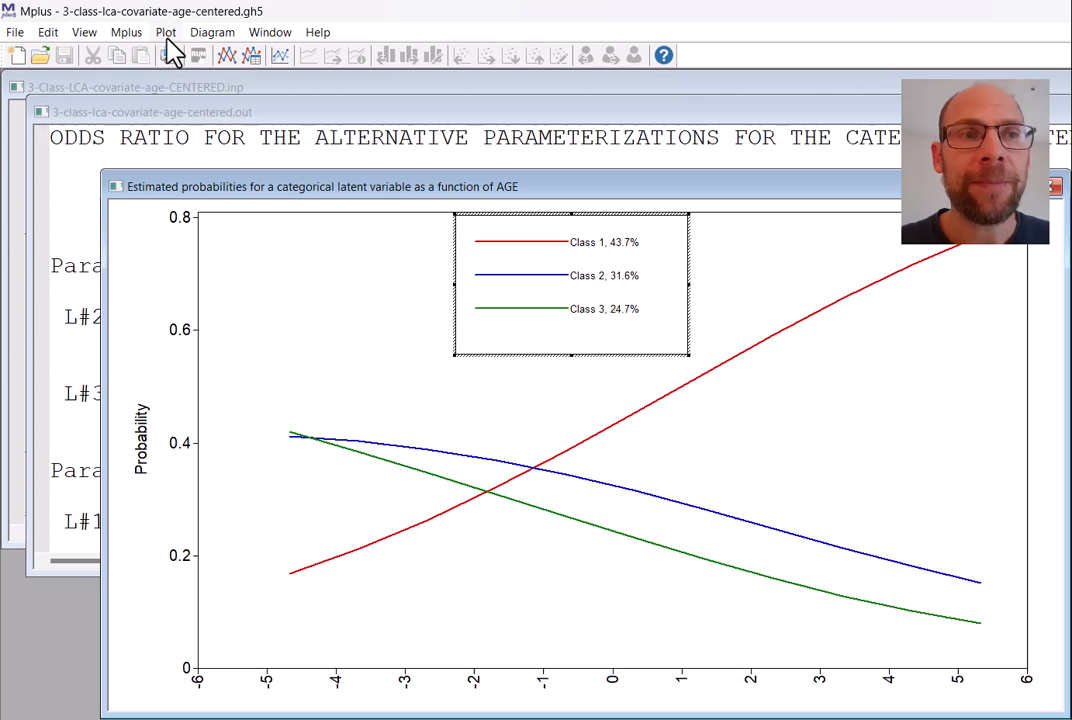 Mplus - 3-class-lca-covariate-age-centered.gh5
File Edit View Mplus Plot Diagram Window Help
RUN
3-Class-LCA-covariate-age-CENTERED.inp
3-class-lca-covariate-age-centered.out
ODDS RATIO FOR THE ALTERNATIVE PARAMETERIZATIONS FOR THE CATE
Para
L#2
L#3
Para
L#1
Estimated probabilities for a categorical latent variable as a function of AGE
Class 1, 43.7%
Class 2, 31.6%
Class 3, 24.7%
Probability
0.8
0.6
0.4
0.2
0
-6 -5 -4 -3 -2 -1 0 1 2 3 4 5 6